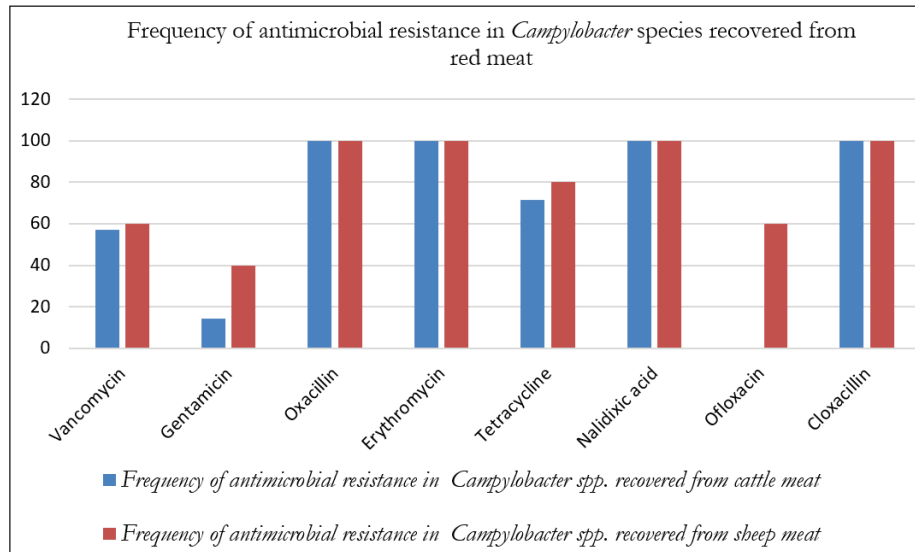 Frequency of antimicrobial resistance in Campylobacter species recovered from
red meat
120
100
80
60
40
20
0
Vancomycin
Gentamicin
Oxacillin
Erythromycin
Tetracycline
Nalidixic acid
Ofloxacin
Cloxacillin
Frequency of antimicrobial resistance in Campylobacter spp. recovered from cattle meat
Frequency of antimicrobial resistance in Campylobacter spp. recovered from sheep meat